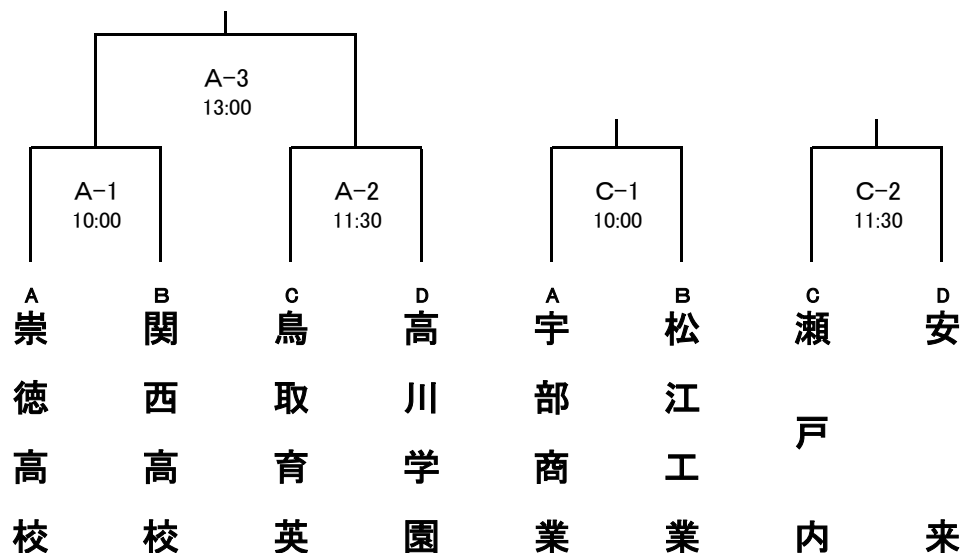 A-3
13:00
A-1
10:00
A-2
11:30
C-1
10:00
C-2
11:30
A
崇徳高校
B
関西高校
C
鳥取育英
D
高川学園
A
宇部商業
B
松江工業
C
瀬戸内
D
安来